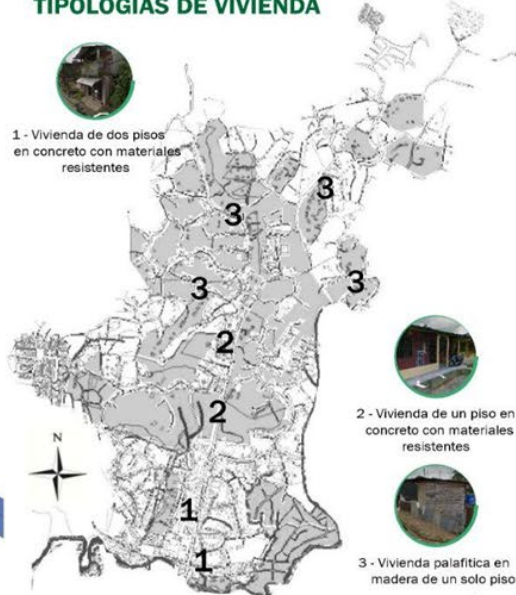 TIPOLOGÍAS DE VIVIENDA
1 - Vivienda de dos pisos
en concreto con materiales
resistentes
3
3
3
3
2
2
N
1
1
2 - Vivienda de un piso en
concreto con materiales
resistentes
3 - Vivienda palafitica en
madera de un solo piso